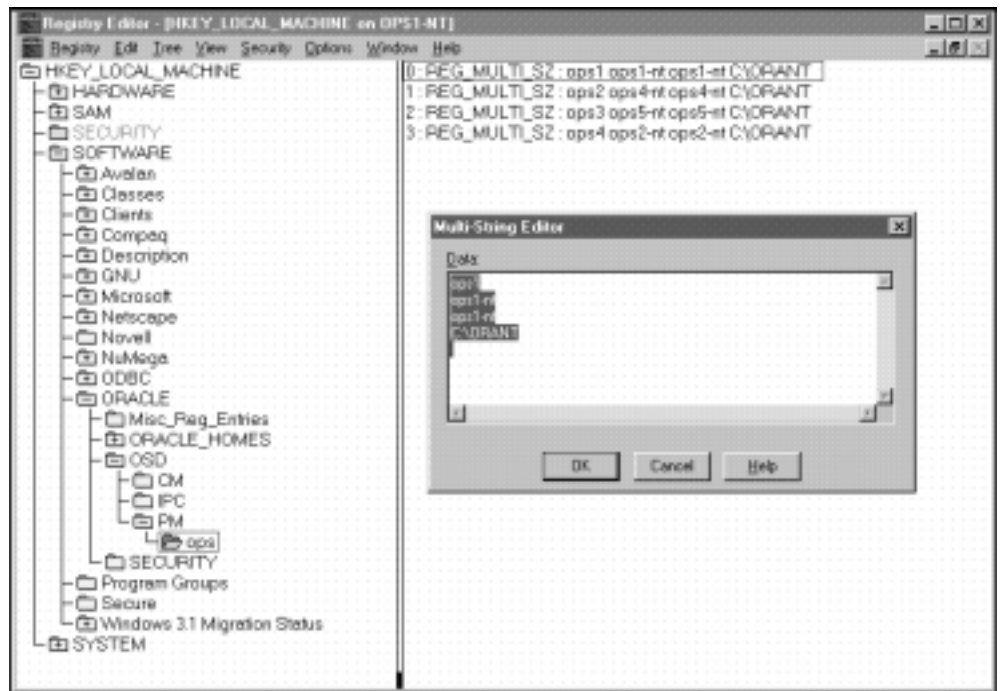 Registry Editor - [HKEY_LOCAL_MACHINE on OPS1-NT]
Registry Edit Tree View Security Options Window Help
HKEY_LOCAL_MACHINE
HARDWARE
SAM
SECURITY
SOFTWARE
Avalan
Classes
Clients
Compaq
Description
GNU
Microsoft
Netscape
Novell
NuMega
ODBC
ORACLE
Misc_Reg_Entries
ORACLE_HOMES
OSD
CM
IPC
PM
ops
SECURITY
Program Groups
Secure
Windows 3.1 Migration Status
SYSTEM
0 : REG_MULTI_SZ : ops1 ops1-nt ops1-nt C:\ORANT
1 : REG_MULTI_SZ : ops2 ops4-nt ops4-nt C:\ORANT
2 : REG_MULTI_SZ : ops3 ops5-nt ops5-nt C:\ORANT
3 : REG_MULTI_SZ : ops4 ops2-nt ops2-nt C:\ORANT
Multi-String Editor
Data:
ops1
ops1-nt
ops1-nt
C:\ORANT
OK Cancel Help